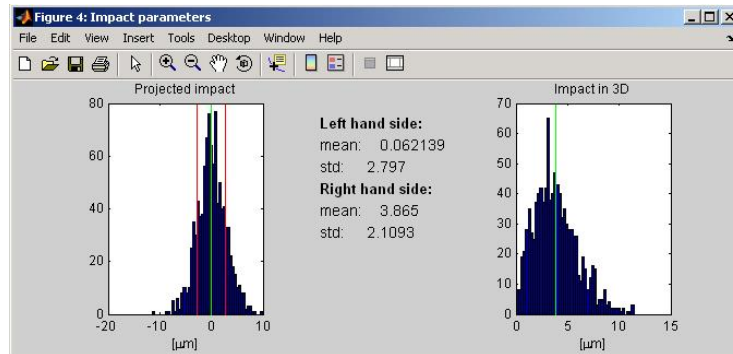 Figure 4: Impact parameters
File Edit View Insert Tools Desktop Window Help
Projected impact
80
60
40
20
0
-20 -10 0 10
[μm]
Left hand side:
mean: 0.062139
std: 2.797
Right hand side:
mean: 3.865
std: 2.1093
Impact in 3D
70
60
50
40
30
20
10
0
0 5 10 15
[μm]